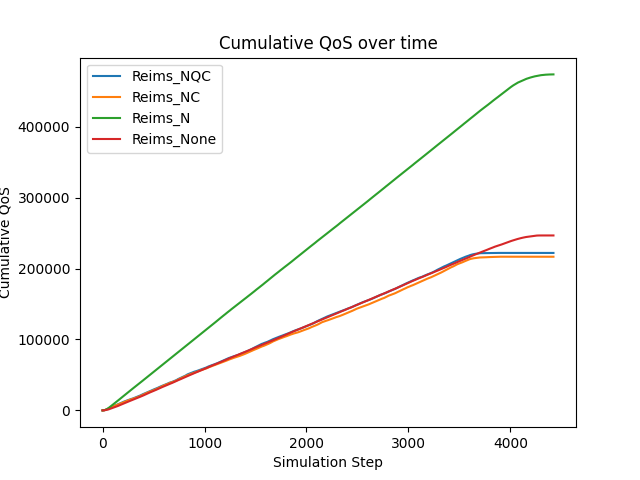 Cumulative QoS over time
Reims_NQC
Reims_NC
Reims_N
Reims_None
Cumulative QoS
400000
300000
200000
100000
0
0 1000 2000 3000 4000
Simulation Step